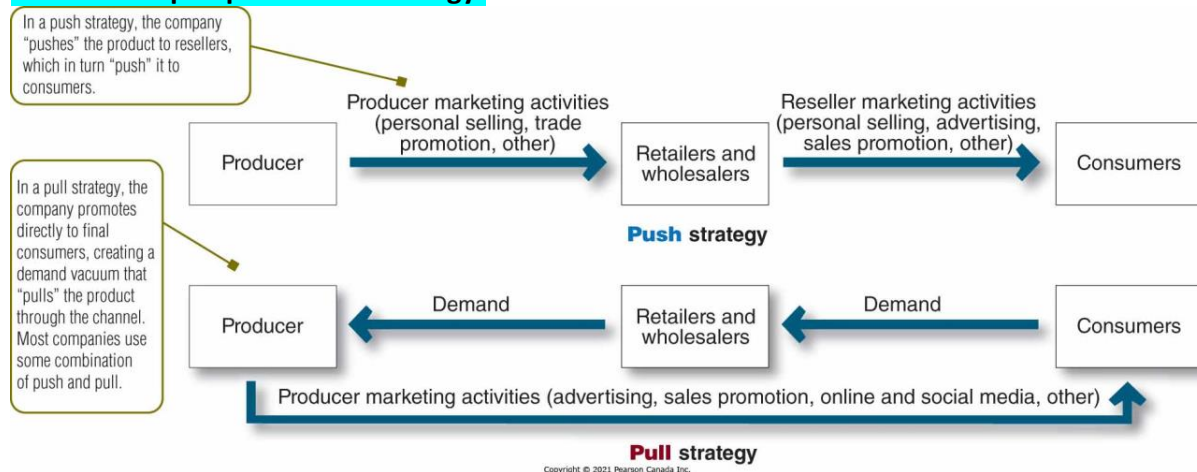 In a push strategy, the company
“pushes” the product to resellers,
which in turn “push” it to
consumers.
Producer marketing activities
(personal selling, trade
promotion, other)
Reseller marketing activities
(personal selling, advertising,
sales promotion, other)
Producer
Retailers and
wholesalers
Consumers
Push strategy
In a pull strategy, the
company promotes
directly to final
consumers, creating a
demand vacuum that
“pulls” the product
through the channel.
Most companies use
some combination
of push and pull.
Demand
Demand
Producer
Retailers and
wholesalers
Consumers
Producer marketing activities (advertising, sales promotion, online and social media, other)
Pull strategy
Copyright © 2021 Pearson Canada Inc.